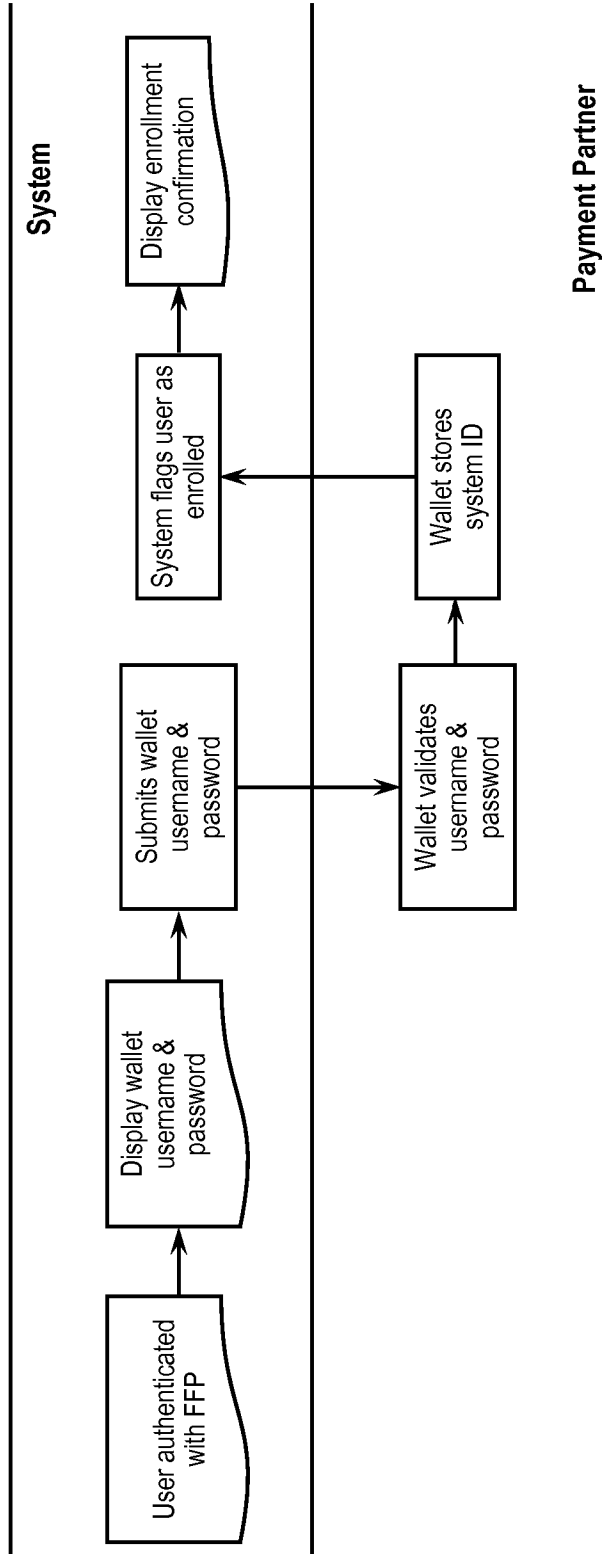 System
User authenticated
with FFP
Display wallet
username &
password
Submits wallet
username &
password
System flags user as
enrolled
Display enrollment
confirmation
Wallet validates
username &
password
Wallet stores
system ID
Payment Partner